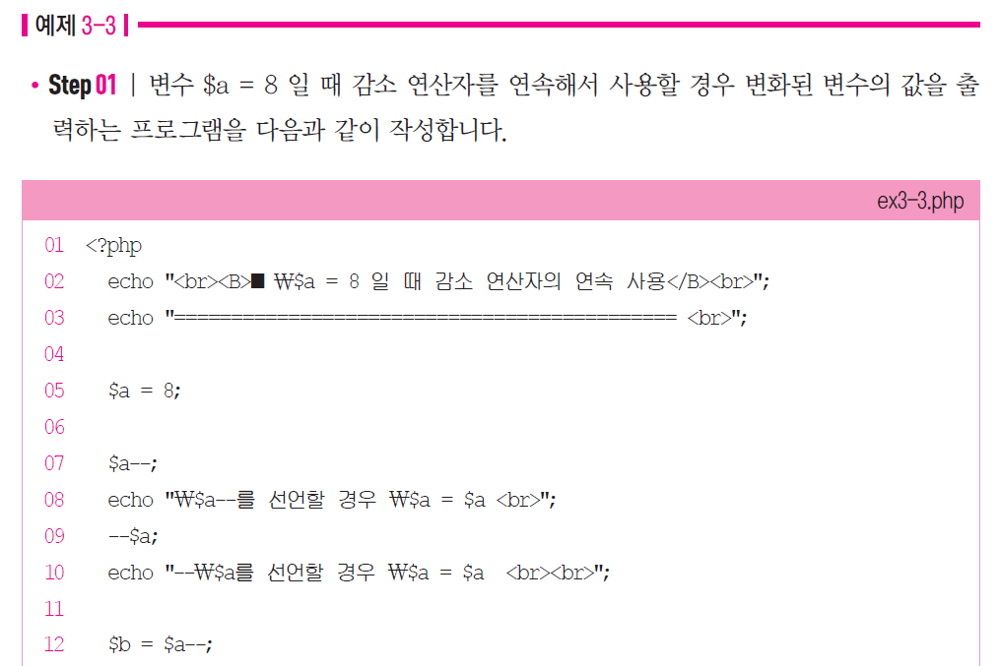 예제 3-3
• Step 01 | 변수 $a = 8 일 때 감소 연산자를 연속해서 사용할 경우 변화된 변수의 값을 출
력하는 프로그램을 다음과 같이 작성합니다.
ex3-3.php
01 <?php
02 echo "<br><B>■ ₩$a = 8 일 때 감소 연산자의 연속 사용</B><br>";
03 echo "============================================ <br>";
04
05 $a = 8;
06
07 $a--;
08 echo "₩$a--를 선언할 경우 ₩$a = $a <br>";
09 --$a;
10 echo "--₩$a를 선언할 경우 ₩$a = $a <br><br>";
11
12 $b = $a--;